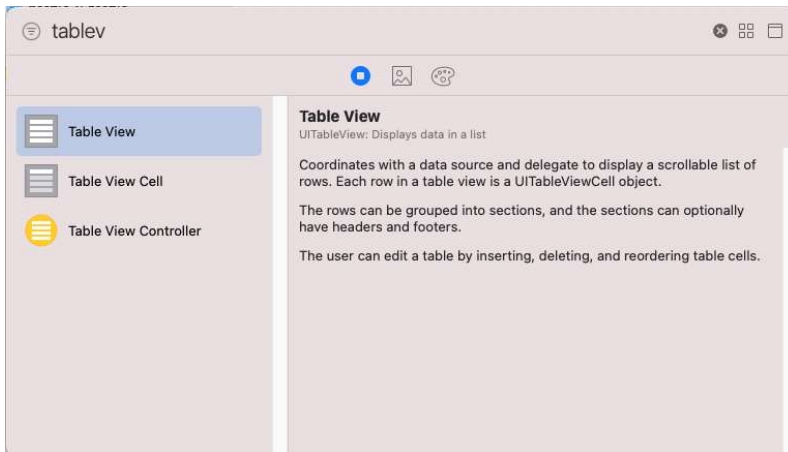 tablev
Table View
Table View Cell
Table View Controller
Table View
UITableView: Displays data in a list
Coordinates with a data source and delegate to display a scrollable list of
rows. Each row in a table view is a UITableViewCell object.
The rows can be grouped into sections, and the sections can optionally
have headers and footers.
The user can edit a table by inserting, deleting, and reordering table cells.